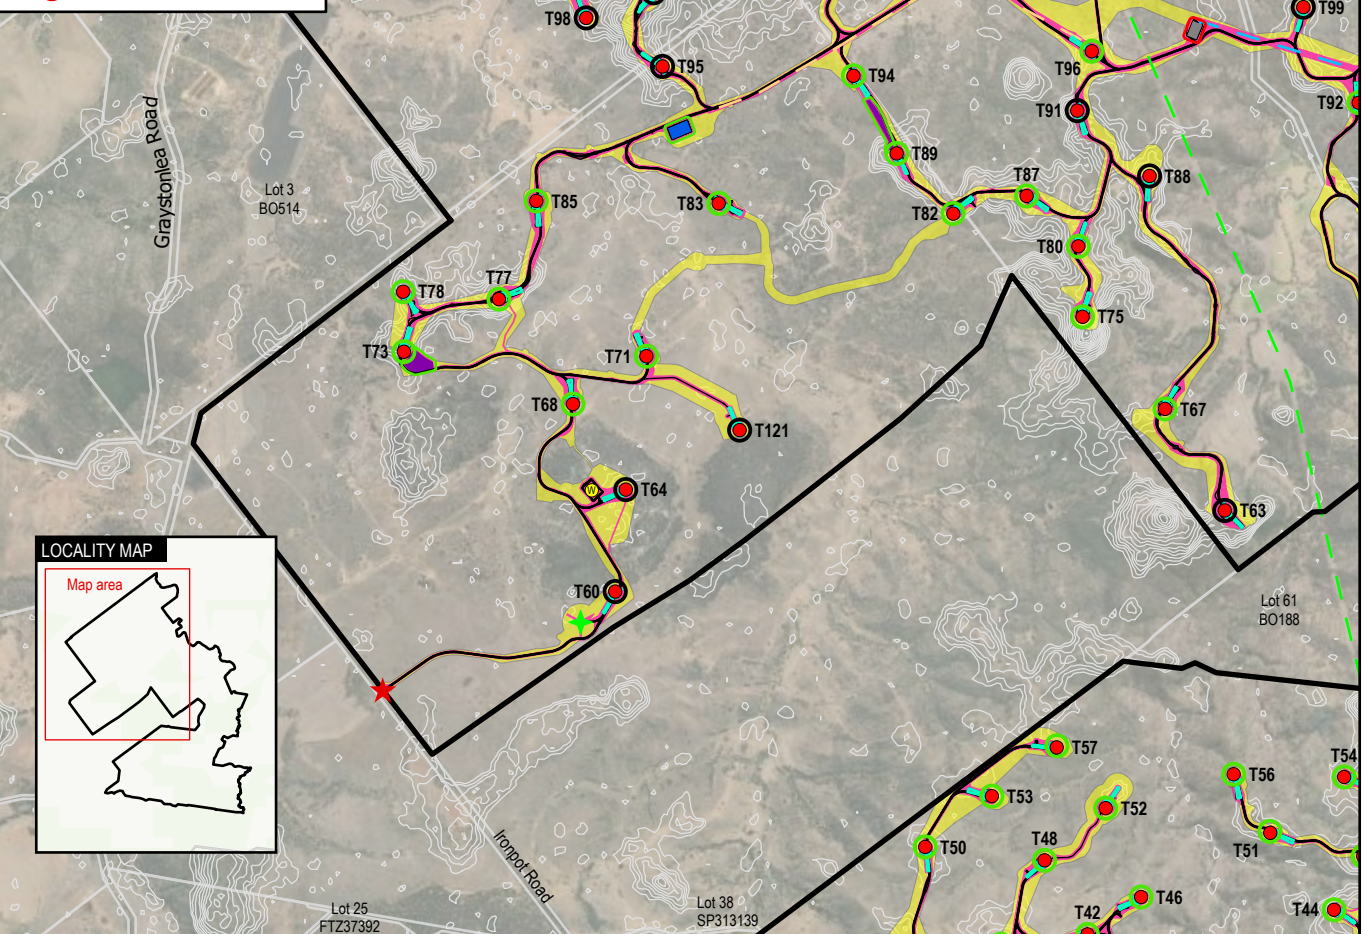 T98
T99
T95
T96
T94
T92
T91
Graystonlea Road
T89
T87
T88
Lot 3
BO514
T85
T83
T82
T80
T77
T78
T75
T73
T71
T68
T67
T121
T64
W
T63
LOCALITY MAP
Map area
T60
Lot 61
BO188
T57
T54
T56
T53
T52
T50
T48
T51
Ironpot Road
T46
Lot 25
FTZ37392
Lot 38
SP313139
T42
T44